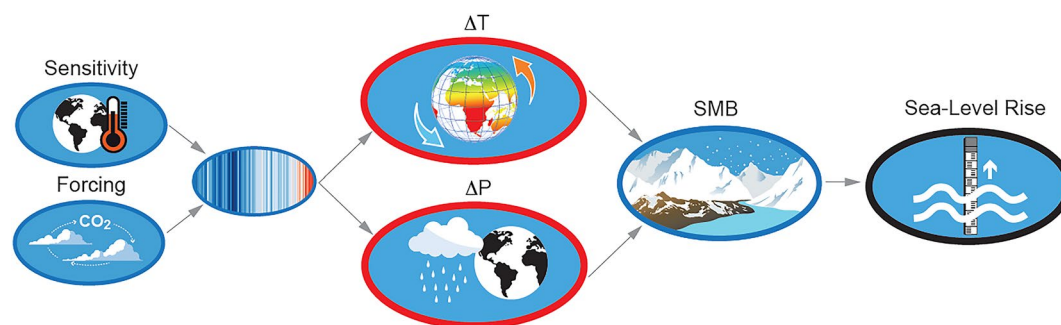 Sensitivity
Forcing
CO₂
ΔT
ΔP
SMB
Sea-Level Rise